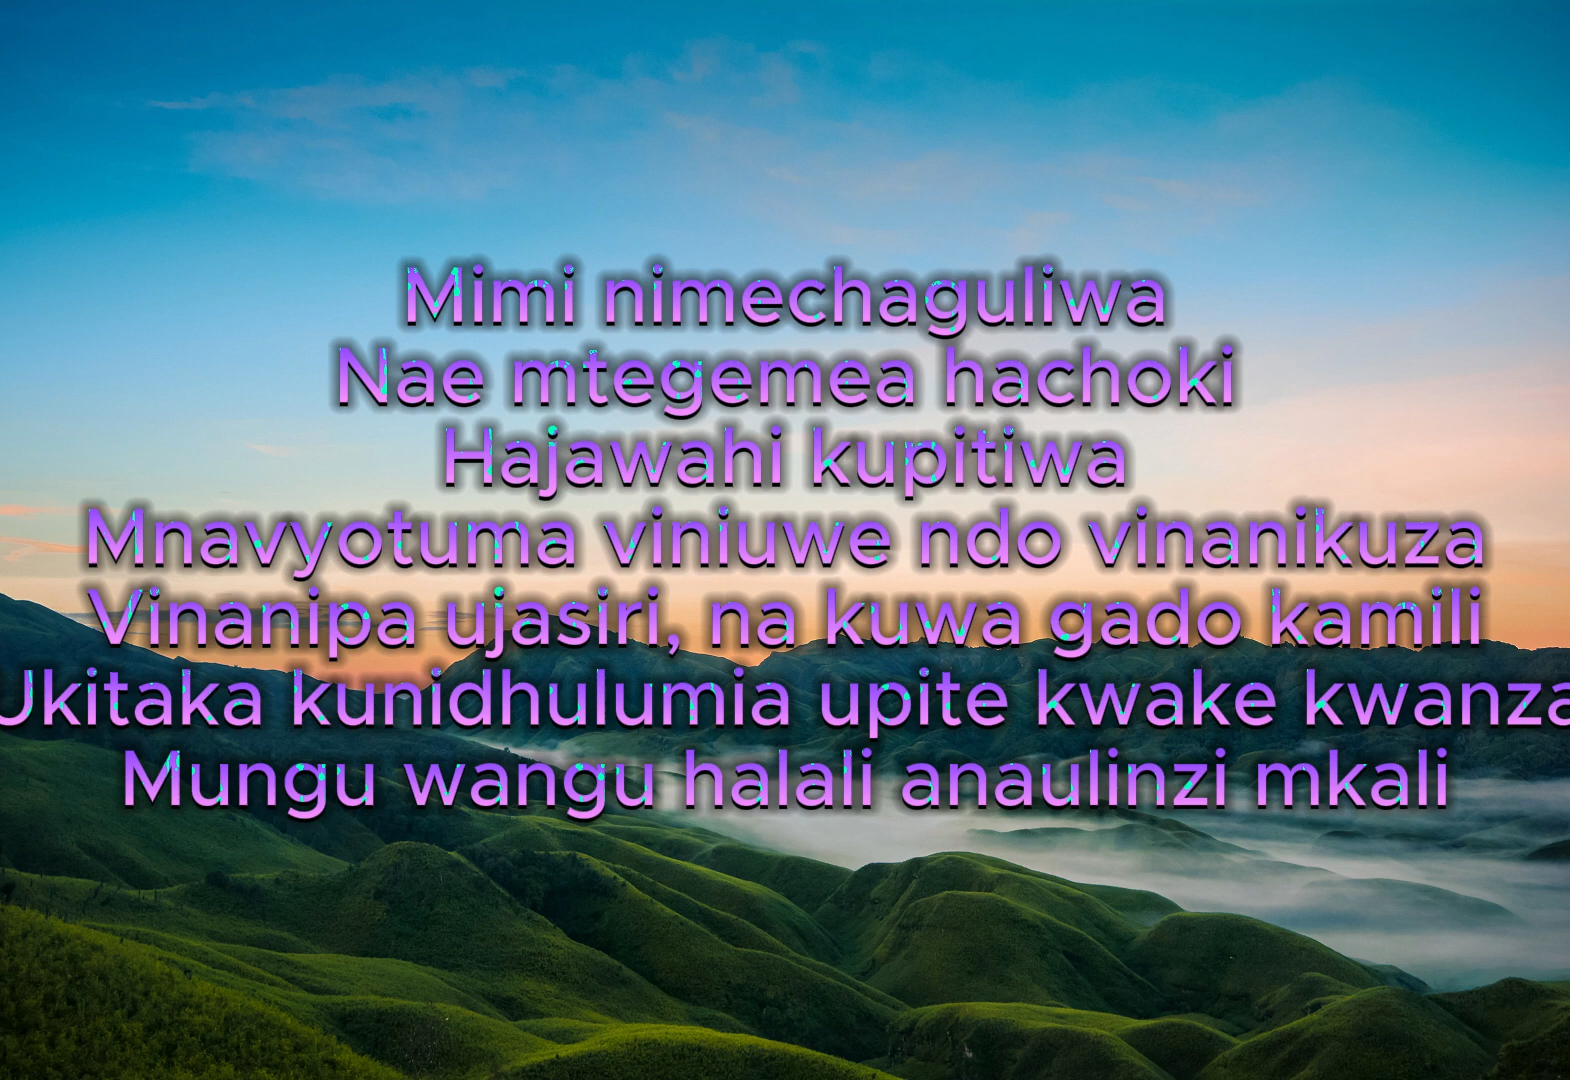 Mimi nimechaguliwa
Nae mtegemea hachoki
Hajawahi kupitiwa
Mnavyotuma viniuwe ndo vinanikuza
Vinanipa ujasiri, na kuwa gado kamili
Ukitaka kunidhulumia upite kwake kwanza
Mungu wangu halali anaulinzi mkali